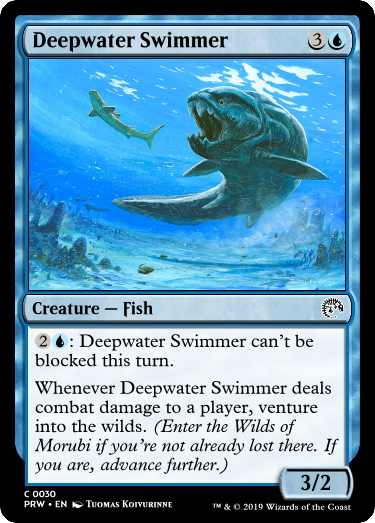 Deepwater Swimmer 3
2 : Deepwater Swimmer can't be
blocked this turn.
Whenever Deepwater Swimmer deals
combat damage to a player, venture
into the wilds. (Enter the Wilds of
Morubi if you're not already lost there. If
you are, advance further.)
Creature — Fish
3/2
C 0030
PRW • EN Tuomas Koivurinne
™ & © 2019 Wizards of the Coast